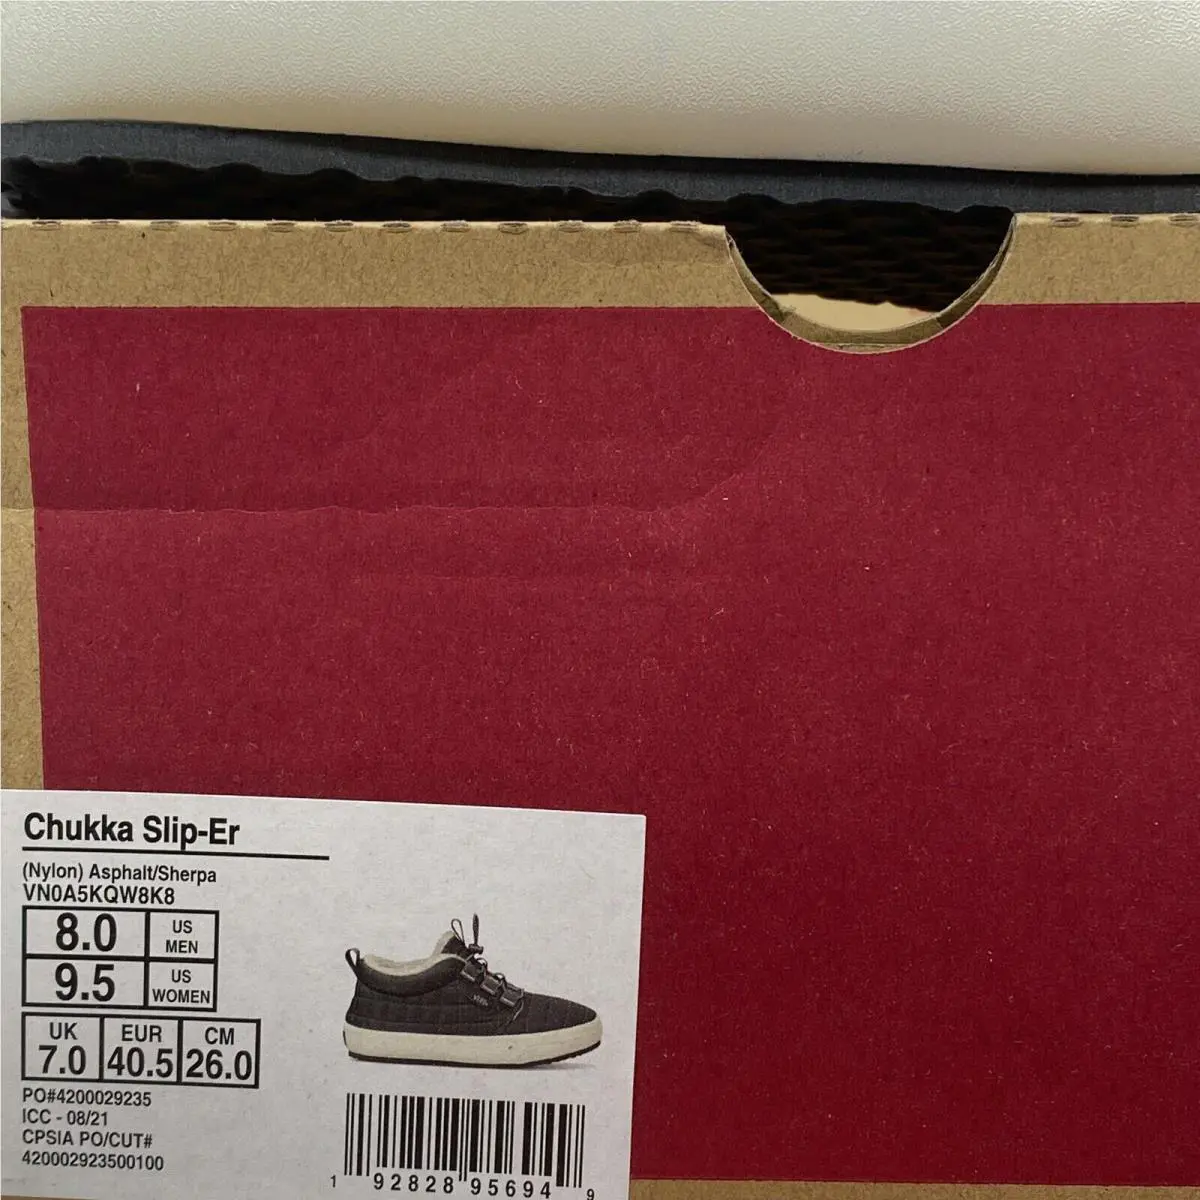 Chukka Slip-Er
(Nylon) Asphalt/Sherpa
VN0A5KQW8K8
8.0 US MEN
9.5 US WOMEN
UK EUR CM
7.0 40.5 26.0
PO#4200029235
ICC - 08/21
CPSIA PO/CUT#
420002923500100
1 92828 95694 9